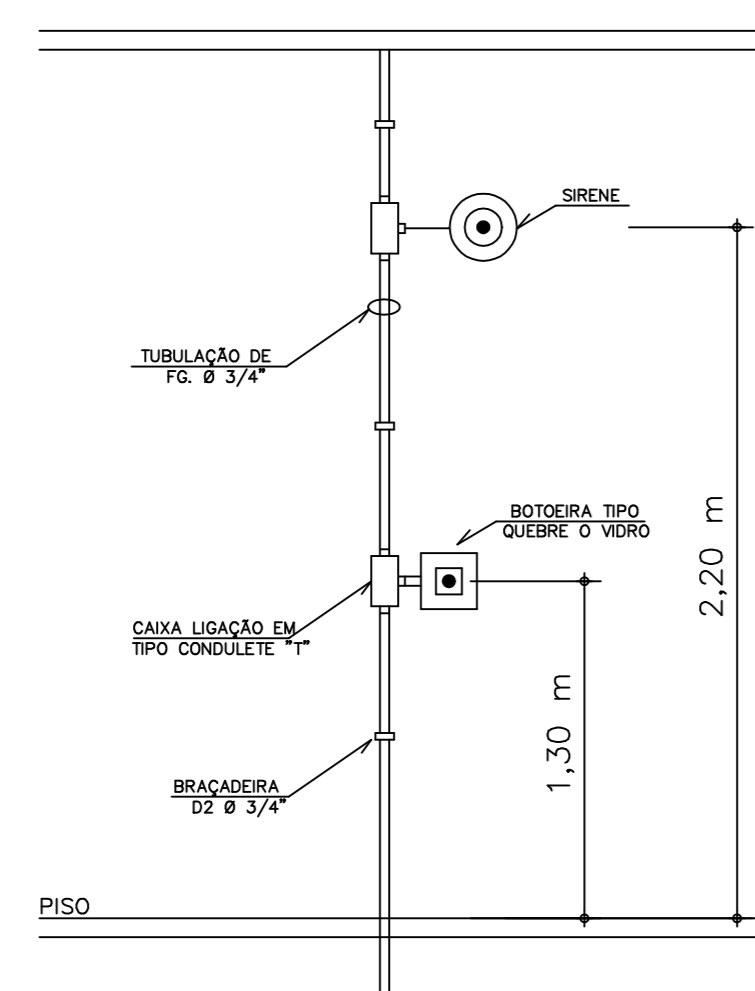 SIRENE
TUBULAÇÃO DE
FG. Ø 3/4"
BOTOEIRA TIPO
QUEBRE O VIDRO
2,20 m
CAIXA LIGAÇÃO EM
TIPO CONDULETE "T"
1,30 m
BRAÇADEIRA
D2 Ø 3/4"
PISO